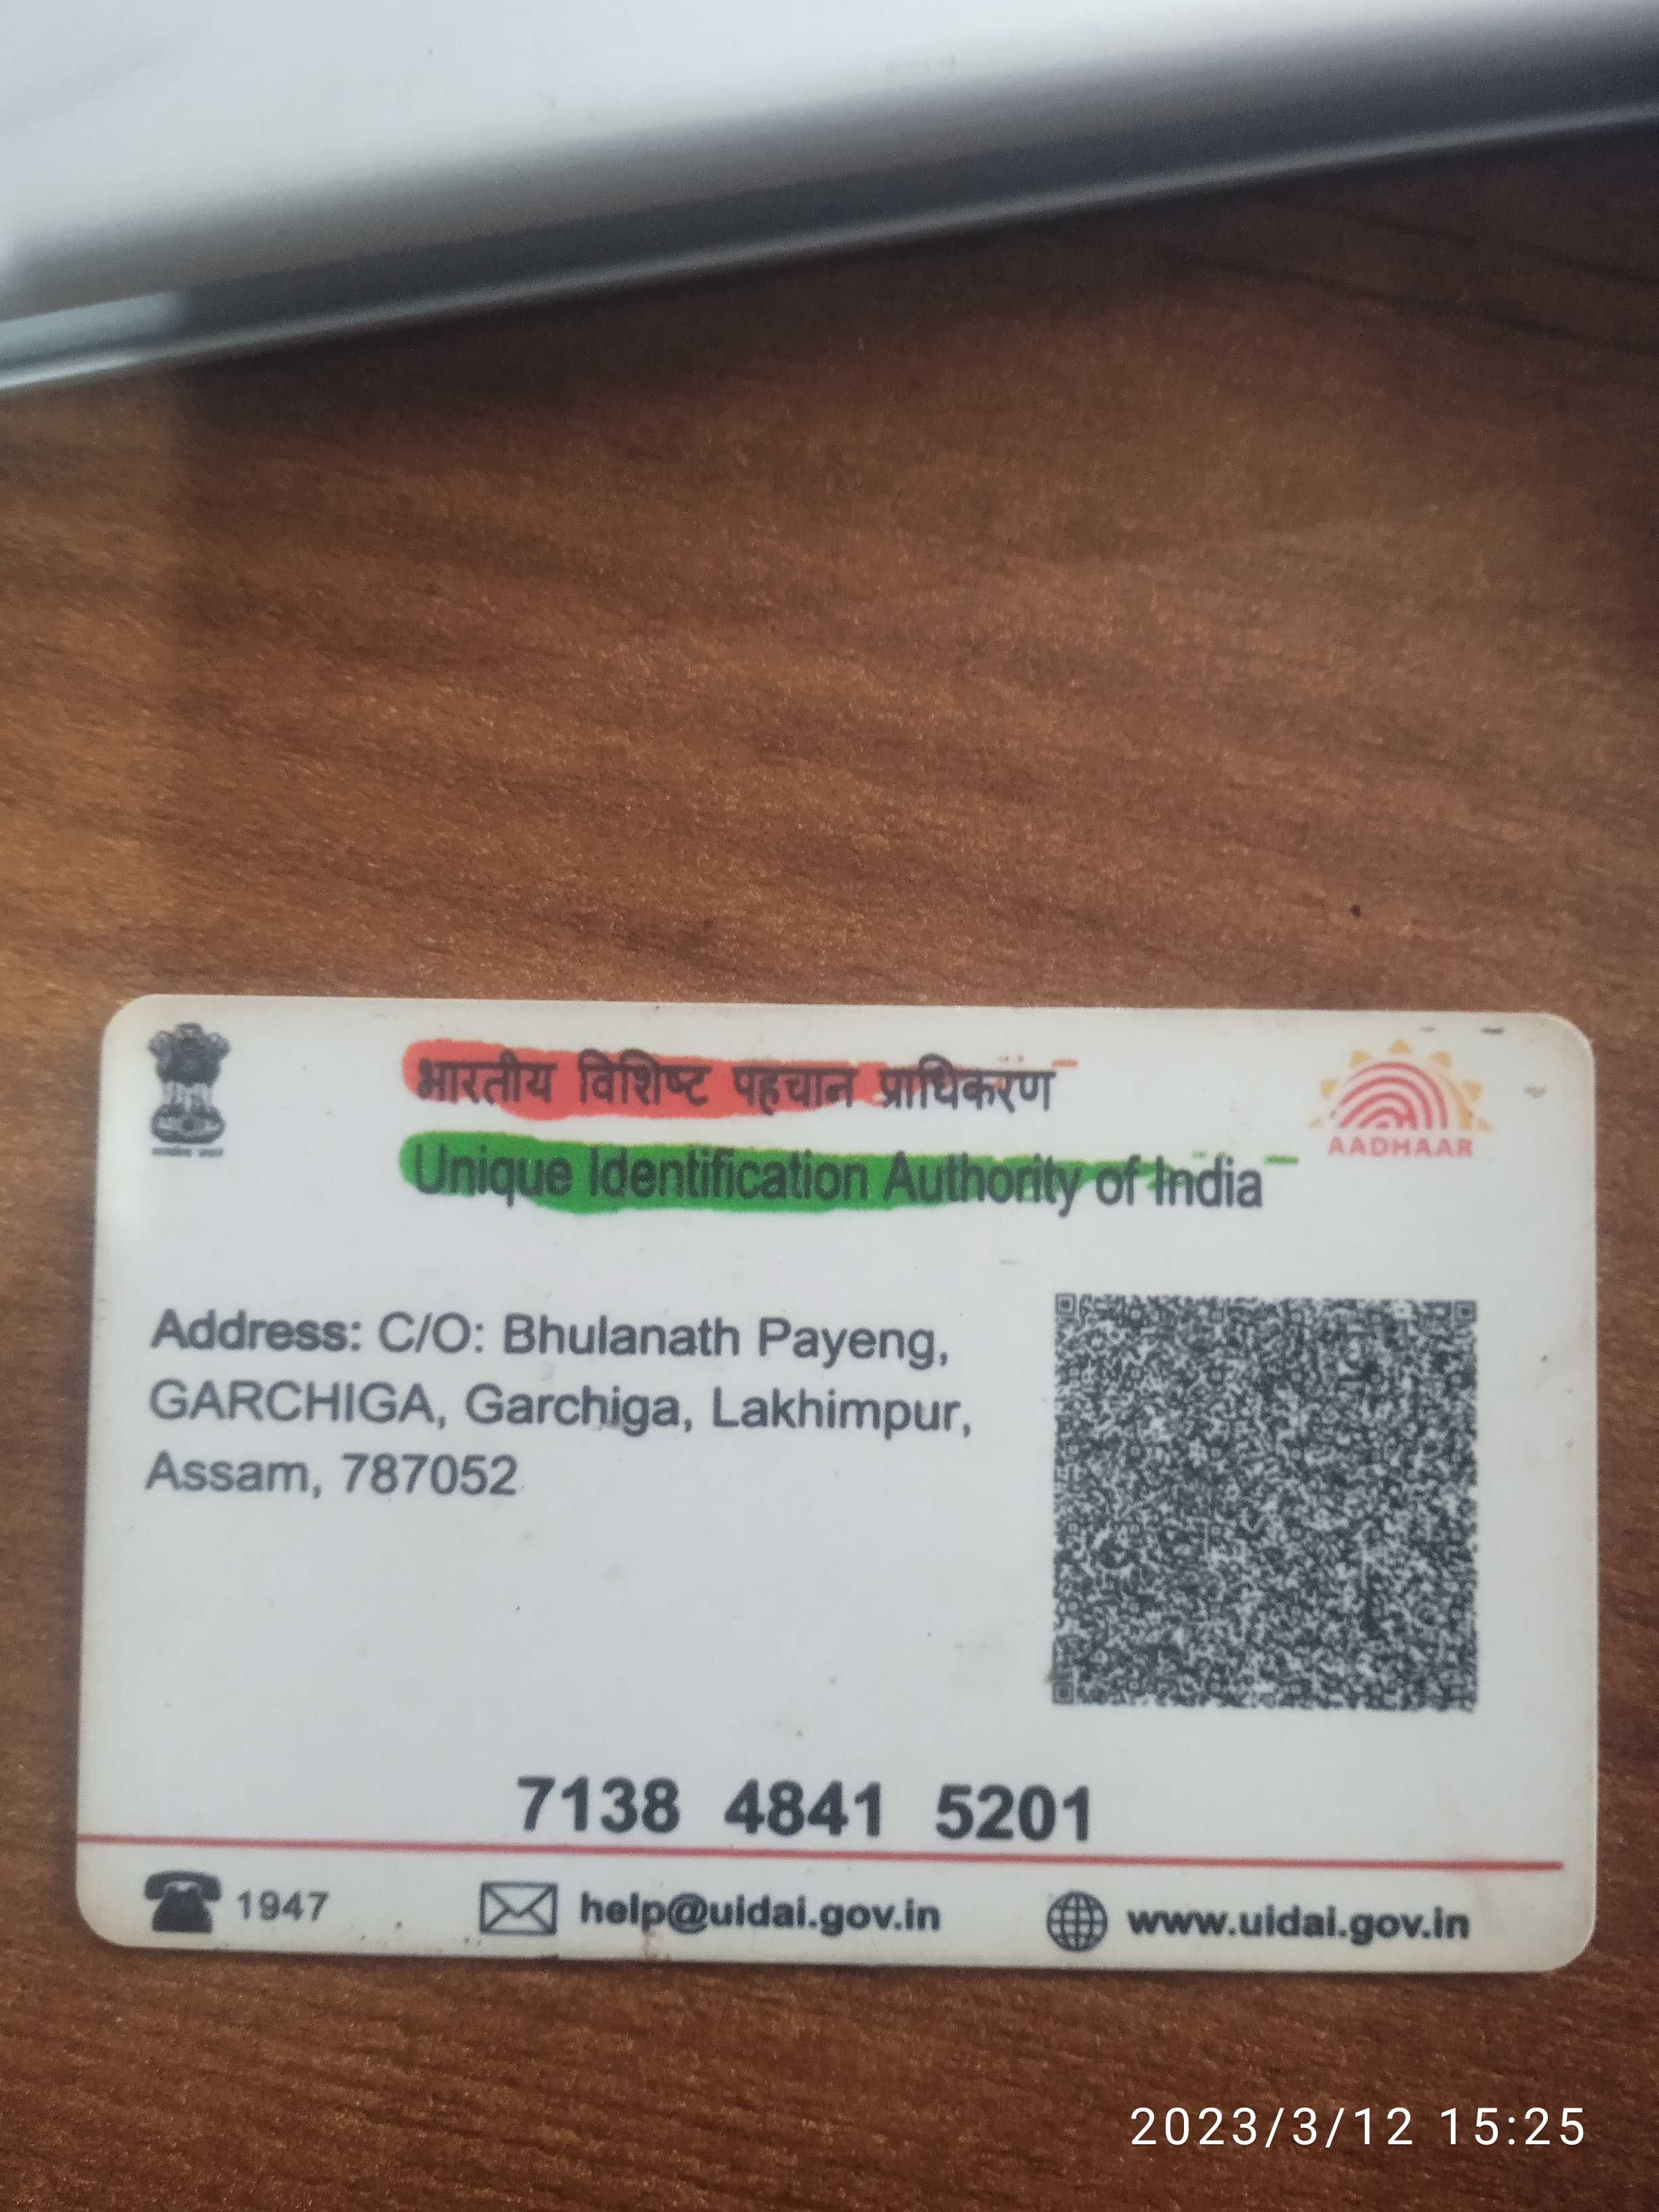 भारतीय विशिष्ट पहचान प्राधिकरण
Unique Identification Authority of India
AADHAAR
Address: C/O: Bhulanath Payeng,
GARCHIGA, Garchiga, Lakhimpur,
Assam, 787052
7138 4841 5201
1947 help@uidai.gov.in www.uidai.gov.in
2023/3/12 15:25